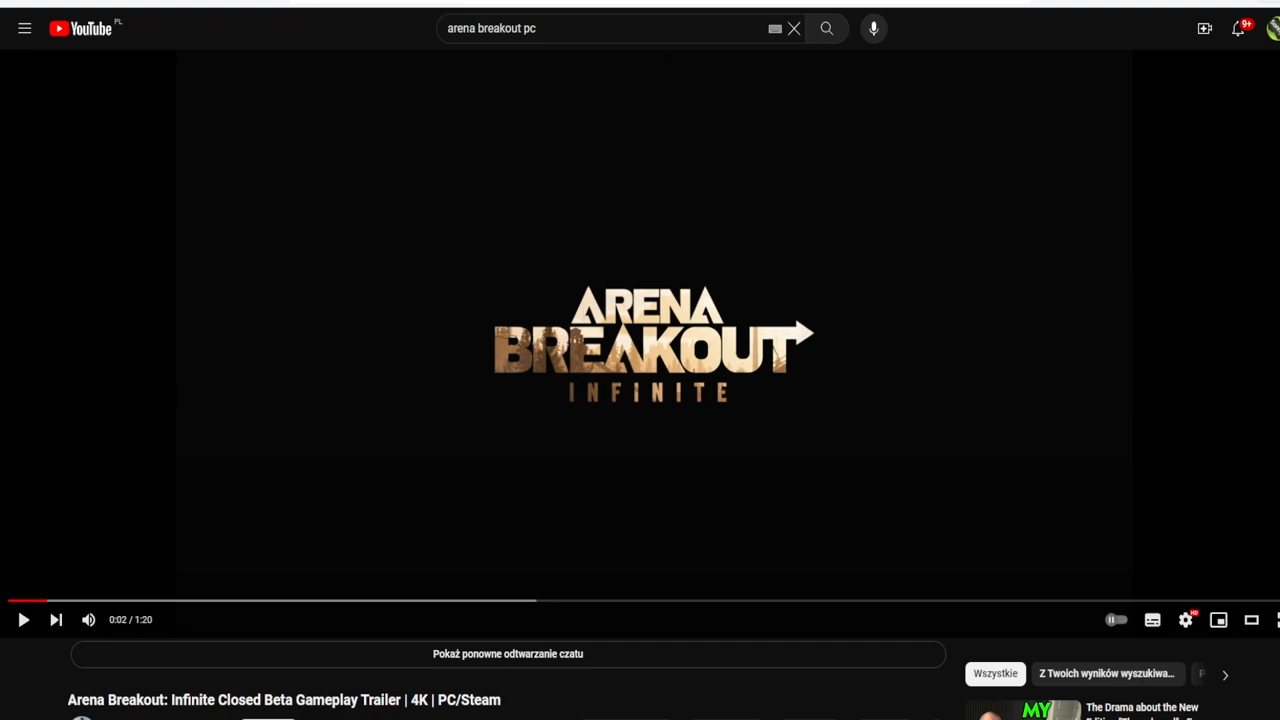 YouTube PL
arena breakout pc
9+
ARENA
BREAKOUT
INFINITE
0:02 / 1:20
HD
Pokaż ponowne odtwarzanie czatu
Wszystkie
Z Twoich wyników wyszukiwa...
Arena Breakout: Infinite Closed Beta Gameplay Trailer | 4K | PC/Steam
MY
The Drama about the New